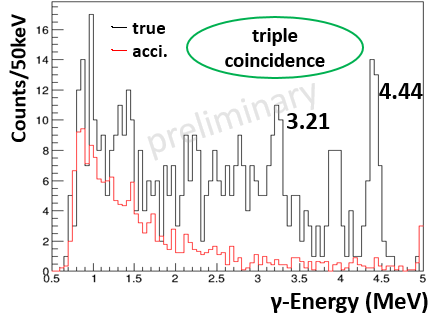 Counts/50keV
16
14
12
10
8
6
4
2
0
true
acci.
triple
coincidence
preliminary
3.21
4.44
0.5 1 1.5 2 2.5 3 3.5 4 4.5 5
γ-Energy (MeV)